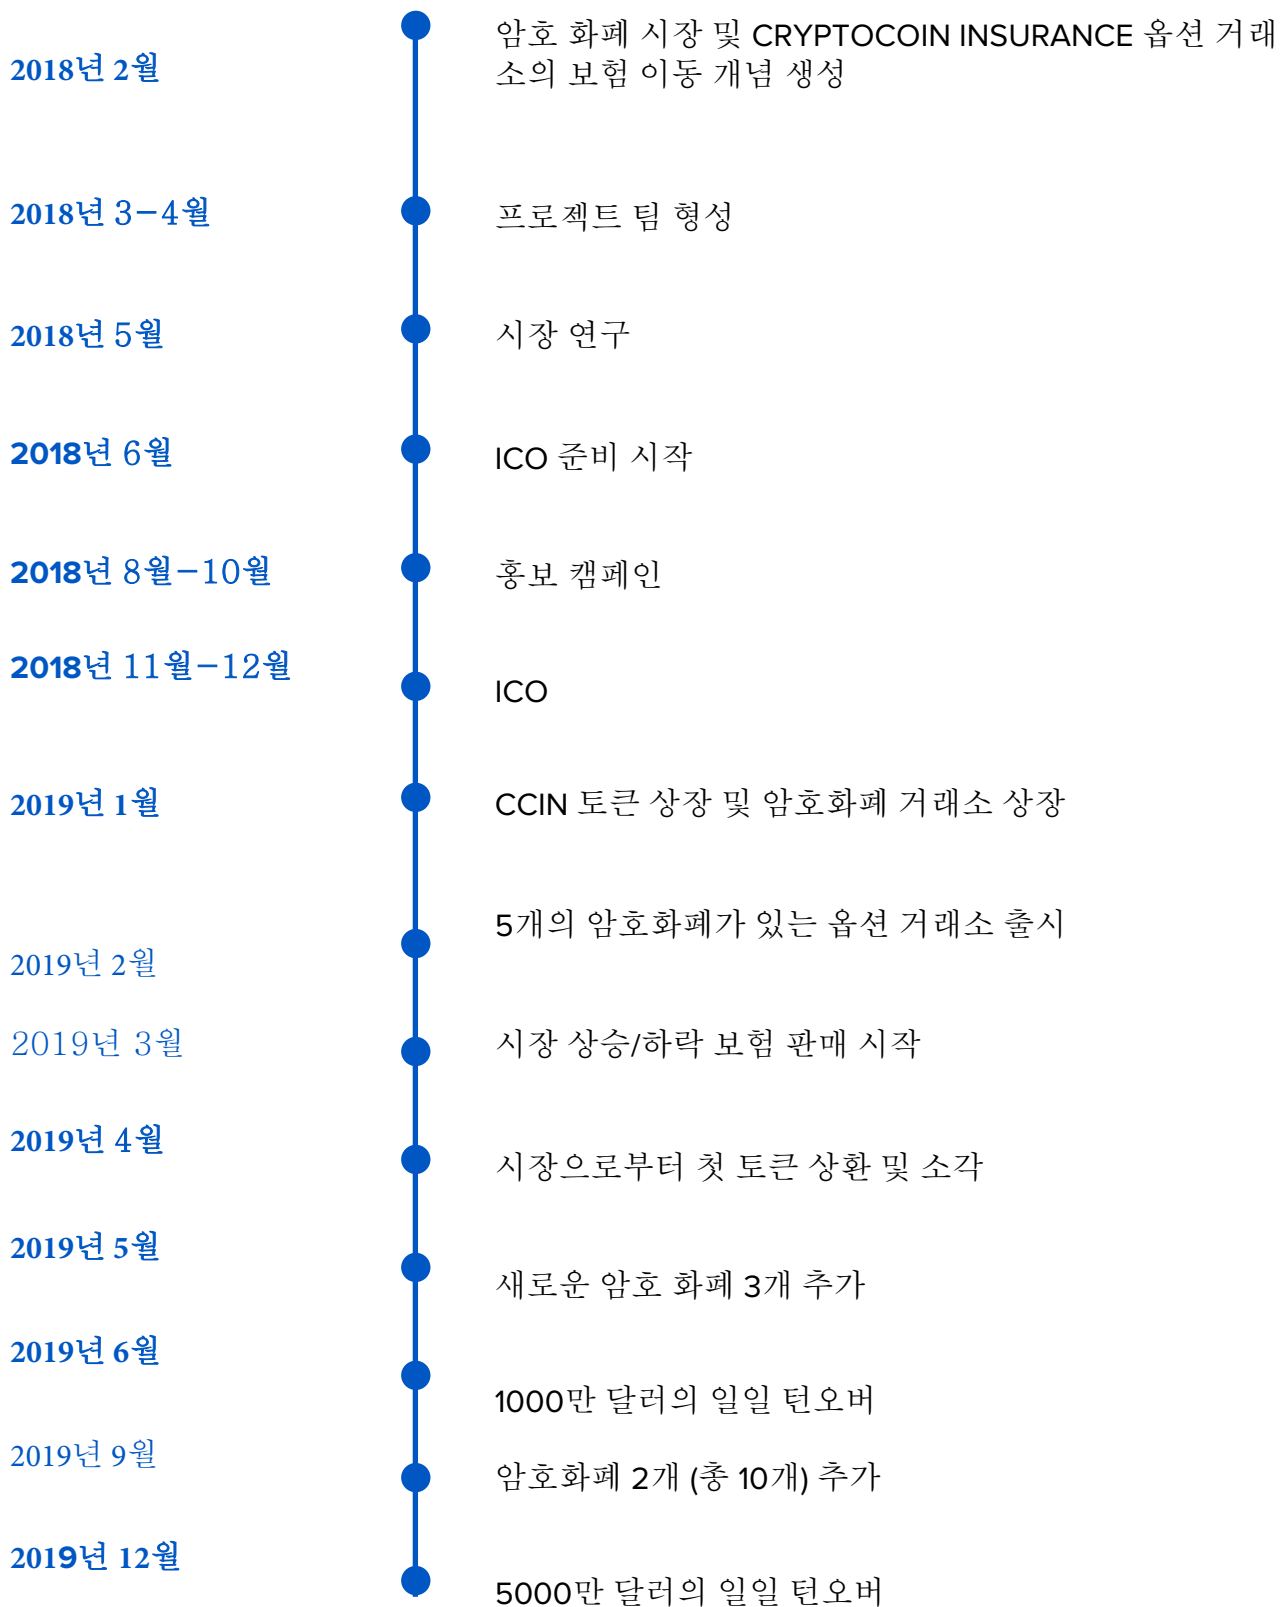 2018년 2월
암호 화폐 시장 및 CRYPTOCOIN INSURANCE 옵션 거래
소의 보험 이동 개념 생성
2018년 3-4월
프로젝트 팀 형성
2018년 5월
시장 연구
2018년 6월
ICO 준비 시작
2018년 8월-10월
홍보 캠페인
2018년 11월-12월
ICO
2019년 1월
CCIN 토큰 상장 및 암호화폐 거래소 상장
2019년 2월
5개의 암호화폐가 있는 옵션 거래소 출시
2019년 3월
시장 상승/하락 보험 판매 시작
2019년 4월
시장으로부터 첫 토큰 상환 및 소각
2019년 5월
새로운 암호 화폐 3개 추가
2019년 6월
1000만 달러의 일일 턴오버
2019년 9월
암호화폐 2개 (총 10개) 추가
2019년 12월
5000만 달러의 일일 턴오버